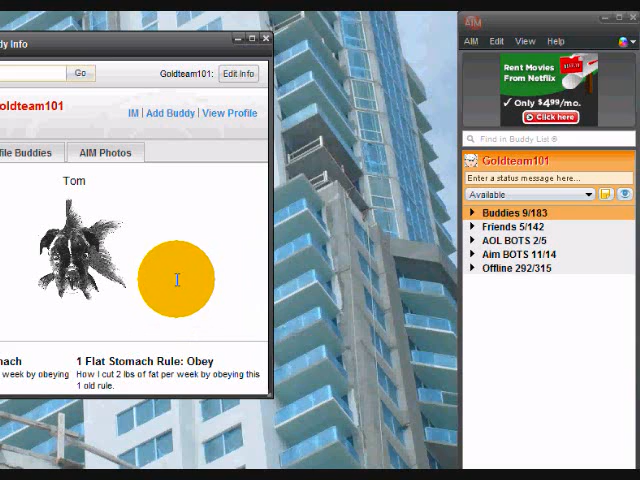 dy Info
Go
Goldteam101:
Edit Info
oldteam101
IM | Add Buddy | View Profile
file Buddies
AIM Photos
Tom
mach
week by obeying
1 Flat Stomach Rule: Obey
How I cut 2 lbs of fat per week by obeying this
1 old rule.
AIM
AIM Edit View Help
Rent Movies
From Netflix
✓ Only $4.99/mo.
Click here
Find in Buddy List ®
Goldteam101
Enter a status message here...
Available
Buddies 9/183
Friends 5/142
AOL BOTS 2/5
Aim BOTS 11/14
Offline 292/315